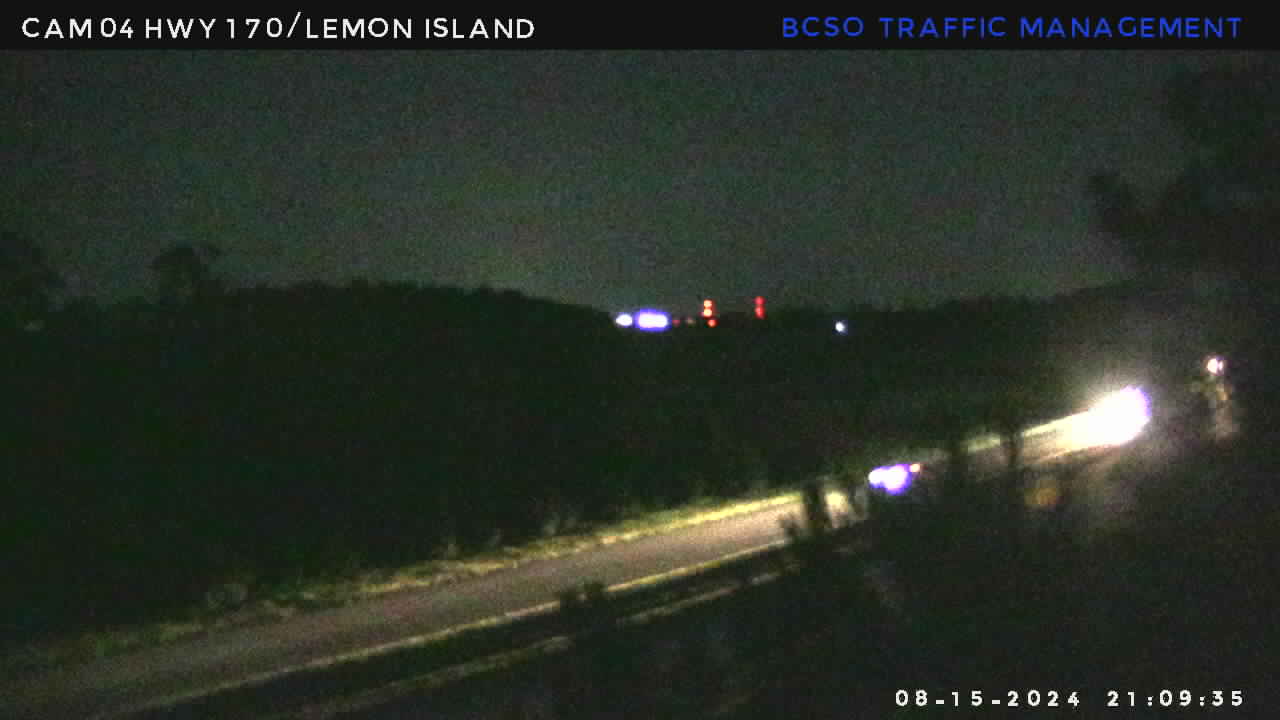 CAM04 HWY 170/LEMON ISLAND
BCSO TRAFFIC MANAGEMENT
08-15-2024 21:09:35